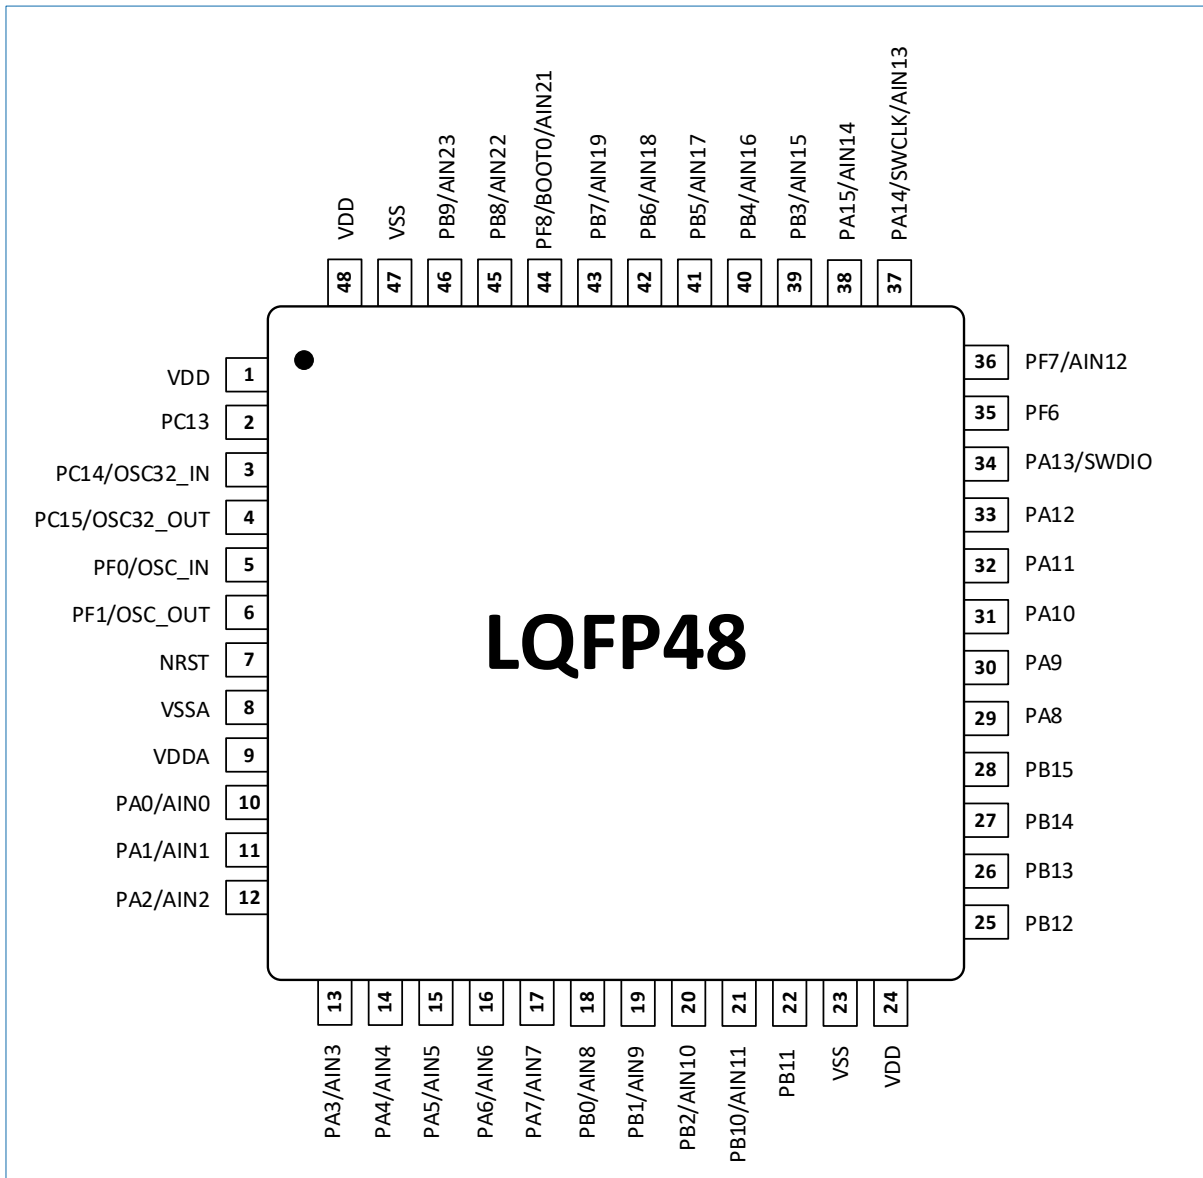 VDD
VSS
PB9/AIN23
PB8/AIN22
PF8/BOOT0/AIN21
PB7/AIN19
PB6/AIN18
PB5/AIN17
PB4/AIN16
PB3/AIN15
PA15/AIN14
PA14/SWCLK/AIN13
48
47
46
45
44
43
42
41
40
39
38
37
VDD 1
PC13 2
PC14/OSC32_IN 3
PC15/OSC32_OUT 4
PF0/OSC_IN 5
PF1/OSC_OUT 6
NRST 7
VSSA 8
VDDA 9
PA0/AIN0 10
PA1/AIN1 11
PA2/AIN2 12
LQFP48
36 PF7/AIN12
35 PF6
34 PA13/SWDIO
33 PA12
32 PA11
31 PA10
30 PA9
29 PA8
28 PB15
27 PB14
26 PB13
25 PB12
13
14
15
16
17
18
19
20
21
22
23
24
PA3/AIN3
PA4/AIN4
PA5/AIN5
PA6/AIN6
PA7/AIN7
PB0/AIN8
PB1/AIN9
PB2/AIN10
PB10/AIN11
PB11
VSS
VDD